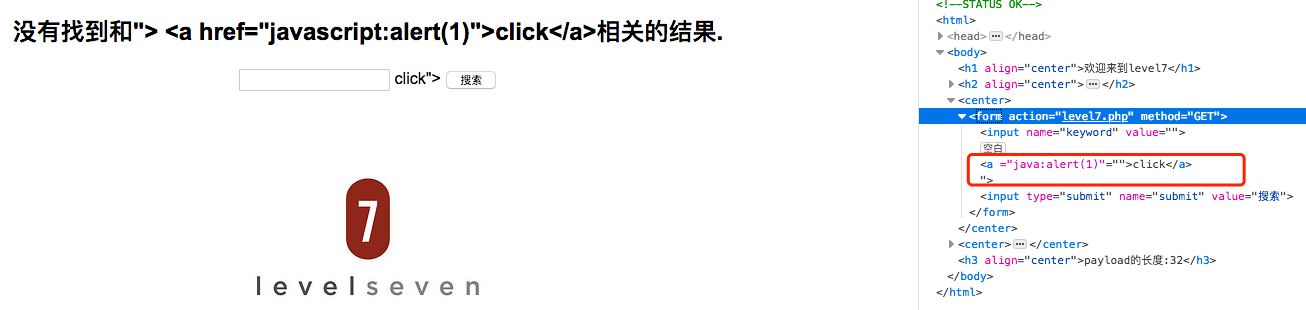 没有找到和"> <a href="javascript:alert(1)">click</a>相关的结果.
click"> 搜索
7
levelseven
<!--STATUS OK-->
<html>
<head> ⋯ </head>
<body>
<h1 align="center">欢迎来到level7</h1>
<h2 align="center"> ⋯ </h2>
<center>
<form action="level7.php" method="GET">
<input name="keyword" value="">
空白
<a ="java:alert(1)"="">click</a>
">
<input type="submit" name="submit" value="搜索">
</form>
</center>
<center> ⋯ </center>
<h3 align="center">payload的长度:32</h3>
</body>
</html>